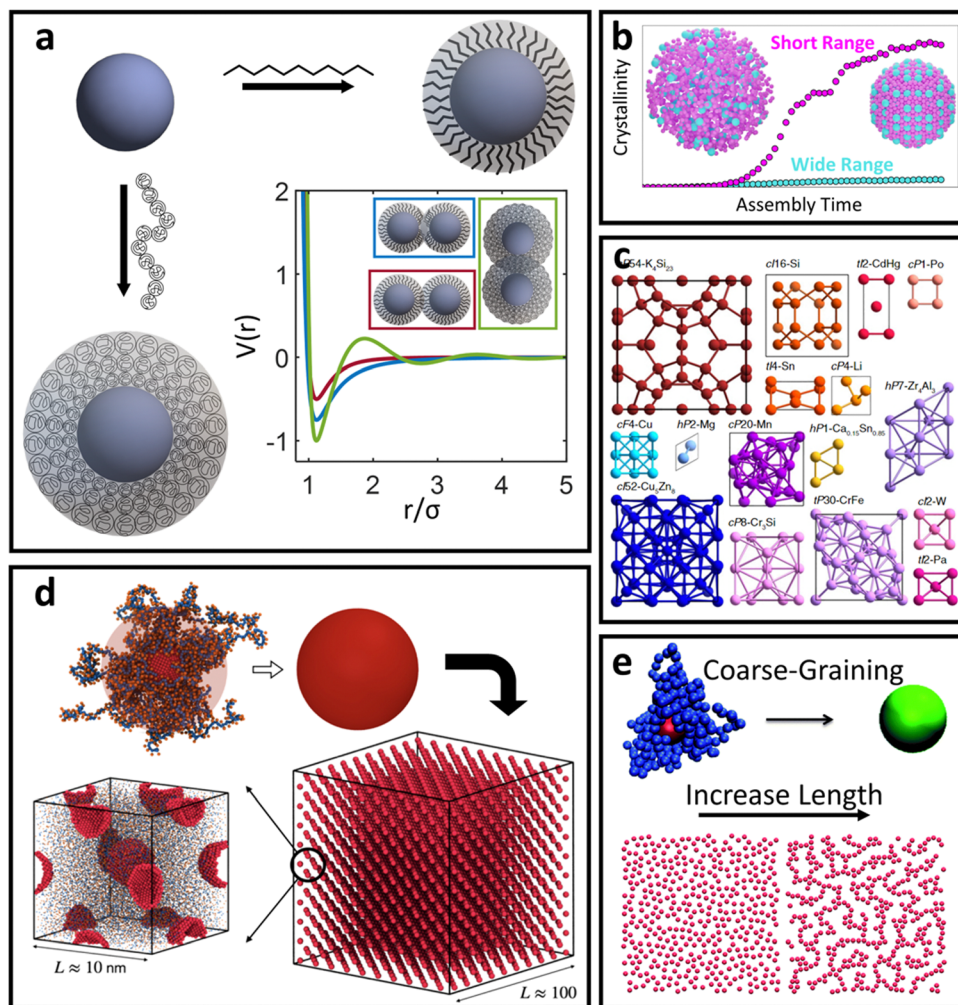 a
V(r)
2
1
0
-1
1
2
3
4
5
r/σ
b
Short Range
Wide Range
Crystallinity
Assembly Time
c
P54-K₄Si₂₃
cI16-Si
tI2-CdHg
cP1-Po
tI4-Sn
cP4-Li
hP7-Zr₄Al₃
cF4-Cu
hP2-Mg
cP20-Mn
hP1-Ca₀.₁₅Sn₀.₈₅
cI52-Cu₅Zn₈
cP8-Cr₃Si
tP30-CrFe
cI2-W
tI2-Pa
d
L ≈ 10 nm
L ≈ 100
e
Coarse-Graining
Increase Length